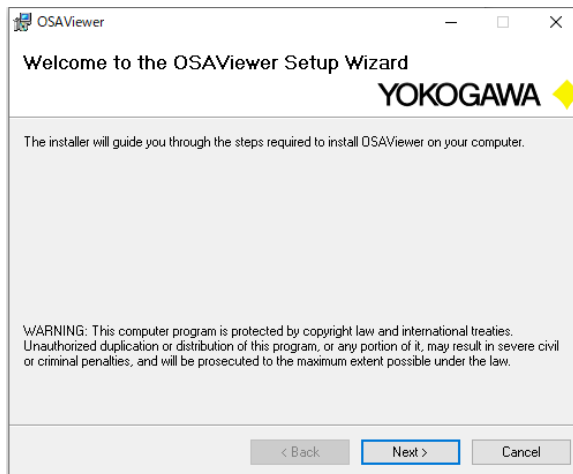 OSAViewer
Welcome to the OSAViewer Setup Wizard
YOKOGAWA
The installer will guide you through the steps required to install OSAViewer on your computer.
WARNING: This computer program is protected by copyright law and international treaties.
Unauthorized duplication or distribution of this program, or any portion of it, may result in severe civil
or criminal penalties, and will be prosecuted to the maximum extent possible under the law.
< Back
Next >
Cancel